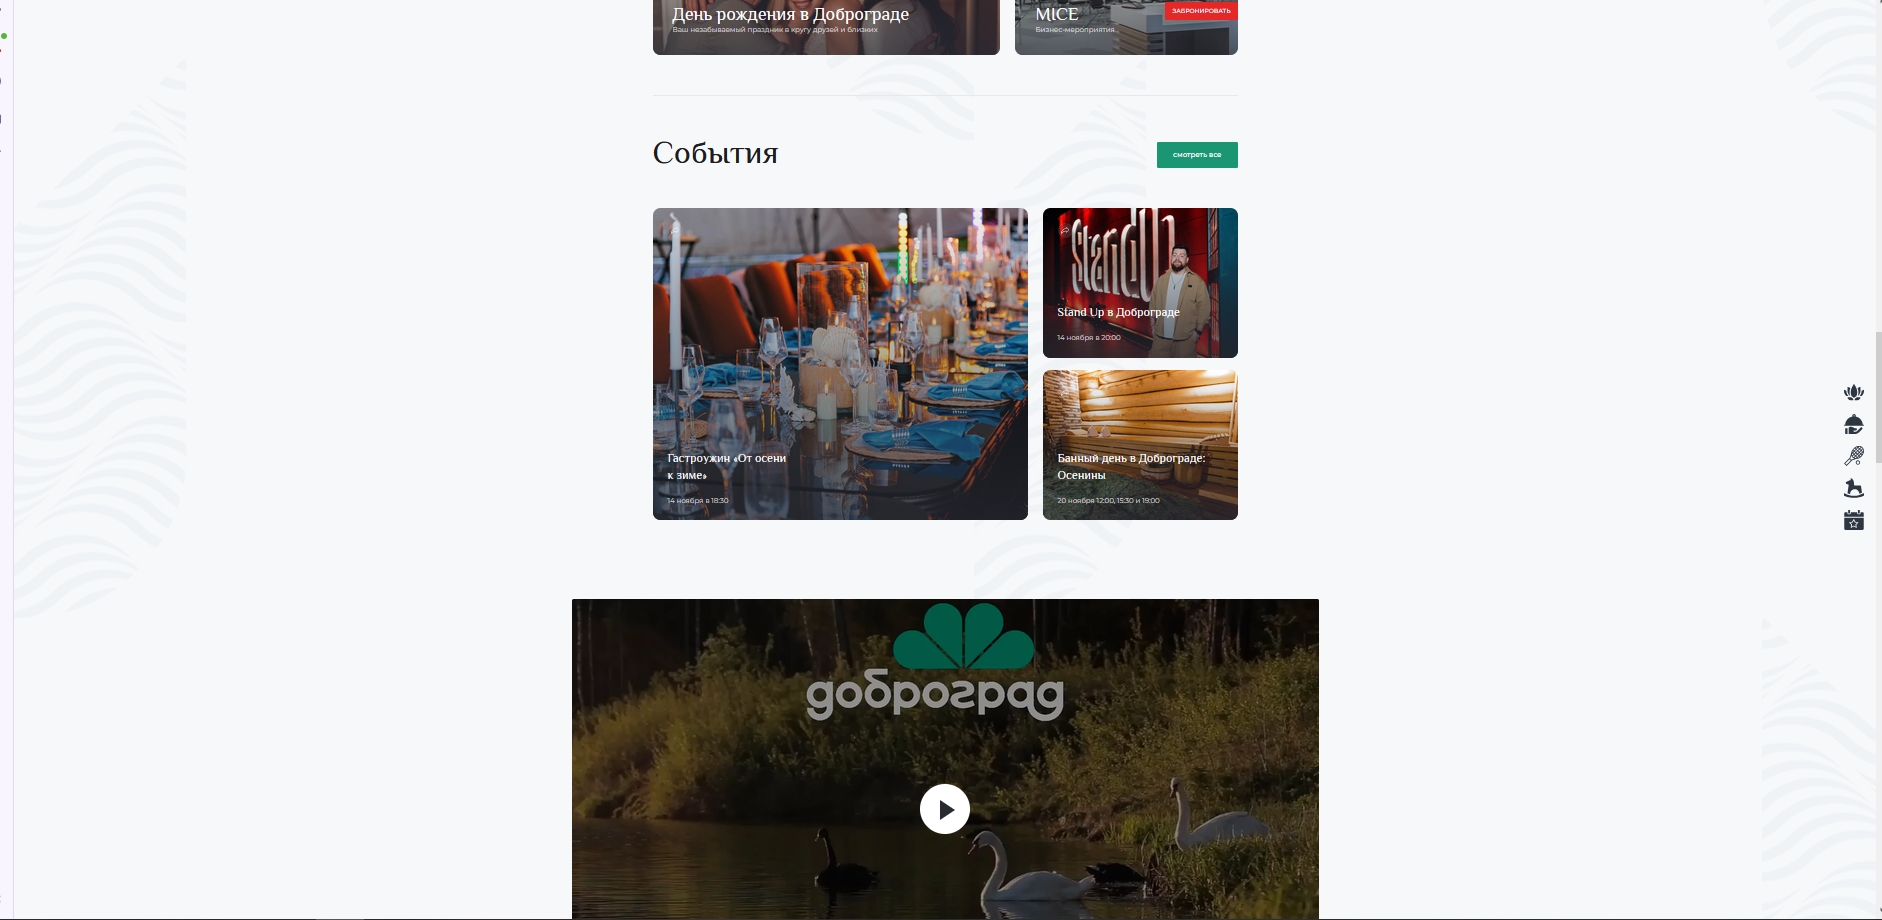 День рождения в Доброграде
Ваш незабываемый праздник в кругу друзей и близких
MICE
ЗАБРОНИРОВАТЬ
Бизнес-мероприятия
События
смотреть все
StandUp
Stand Up в Доброграде
14 ноября в 20:00
Гастроужин «От осени
к зиме»
14 ноября в 18:30
Банный день в Доброграде:
Осенины
20 ноября 12:00, 15:30 и 19:00
доброград